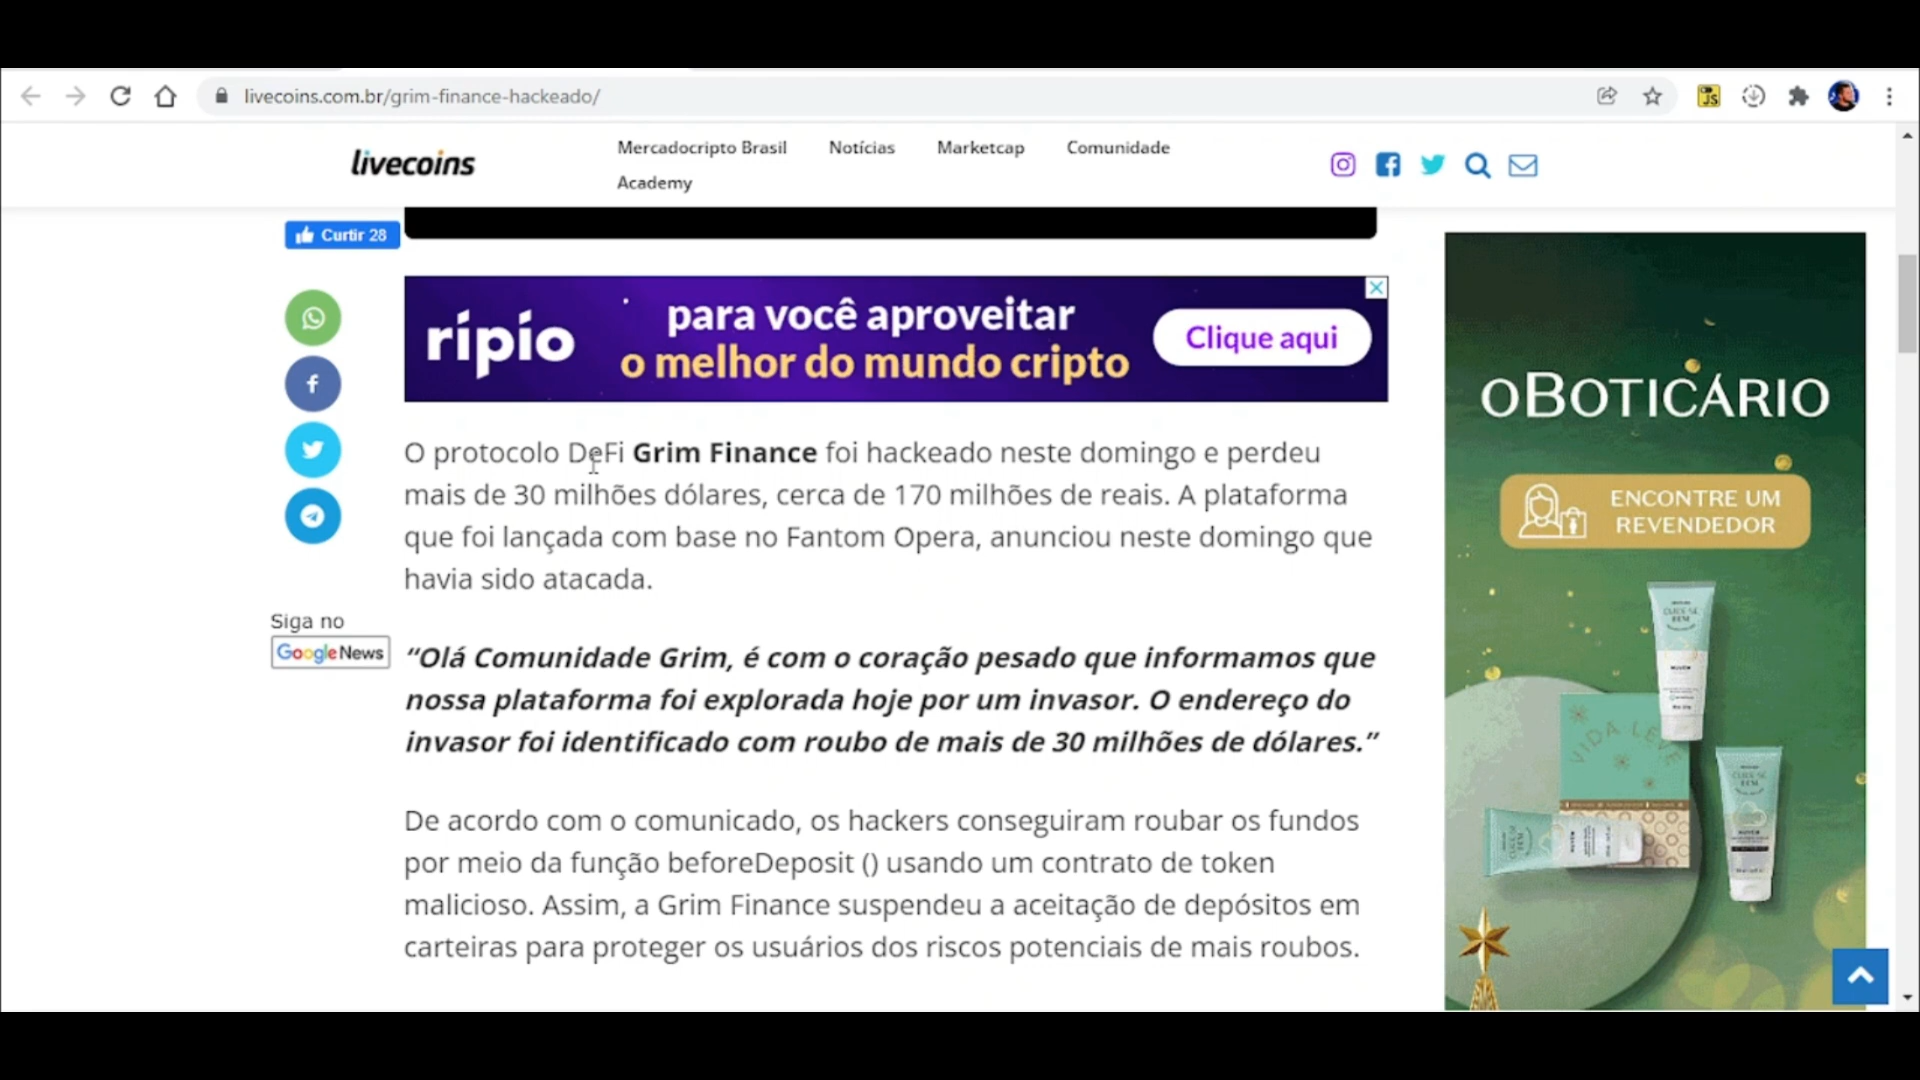 livecoins.com.br/grim-finance-hackeado/
JS
livecoins
Mercadocripto Brasil Notícias Marketcap Comunidade
Academy
Curtir 28
ripio
para você aproveitar
o melhor do mundo cripto
Clique aqui
O protocolo DeFi Grim Finance foi hackeado neste domingo e perdeu
mais de 30 milhões dólares, cerca de 170 milhões de reais. A plataforma
que foi lançada com base no Fantom Opera, anunciou neste domingo que
havia sido atacada.
Siga no
Google News
“Olá Comunidade Grim, é com o coração pesado que informamos que
nossa plataforma foi explorada hoje por um invasor. O endereço do
invasor foi identificado com roubo de mais de 30 milhões de dólares.”
De acordo com o comunicado, os hackers conseguiram roubar os fundos
por meio da função beforeDeposit () usando um contrato de token
malicioso. Assim, a Grim Finance suspendeu a aceitação de depósitos em
carteiras para proteger os usuários dos riscos potenciais de mais roubos.
oBOTICÁRIO
ENCONTRE UM
REVENDEDOR
VIDA LEVE